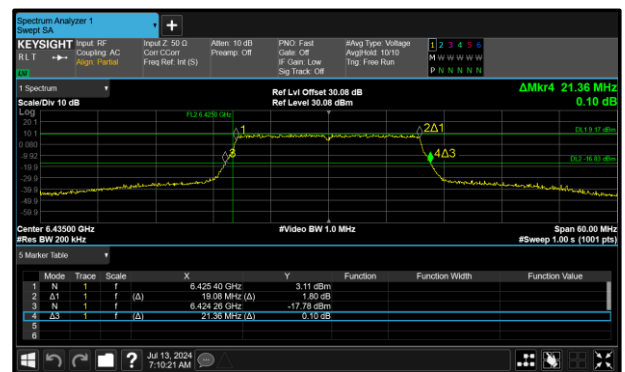 Spectrum Analyzer 1
Swept SA
+
KEYSIGHT Input: RF Input Z: 50 Ω Atten: 10 dB PNO: Fast #Avg Type: Voltage 1 2 3 4 5 6
RLT Coupling: AC Corr CCorr Preamp: Off Gate: Off Avg|Hold: 10/10 M W W W W W
Align: Partial Freq Ref: Int (S) IF Gain: Low Trig: Free Run
Sig Track: Off P N N N N N
1 Spectrum Ref Lvl Offset 30.08 dB ΔMkr4 21.36 MHz
Scale/Div 10 dB Ref Level 30.08 dBm 0.10 dB
Log
20.1 FL2 6.4250 GHz
10.1 1 2Δ1 DL1 9.17 dBm
0.080
-9.92 3 4Δ3 DL2 -16.83 dBm
-19.9
-29.9
-39.9
-49.9
-59.9
Center 6.43500 GHz #Video BW 1.0 MHz Span 60.00 MHz
#Res BW 200 kHz #Sweep 1.00 s (1001 pts)
5 Marker Table
Mode Trace Scale X Y Function Function Width Function Value
1 N 1 f 6.425 40 GHz 3.11 dBm
2 Δ1 1 f (Δ) 19.08 MHz (Δ) 1.80 dB
3 N 1 f 6.424 26 GHz -17.78 dBm
4 Δ3 1 f (Δ) 21.36 MHz (Δ) 0.10 dB
5
6
? Jul 13, 2024
7:10:21 AM